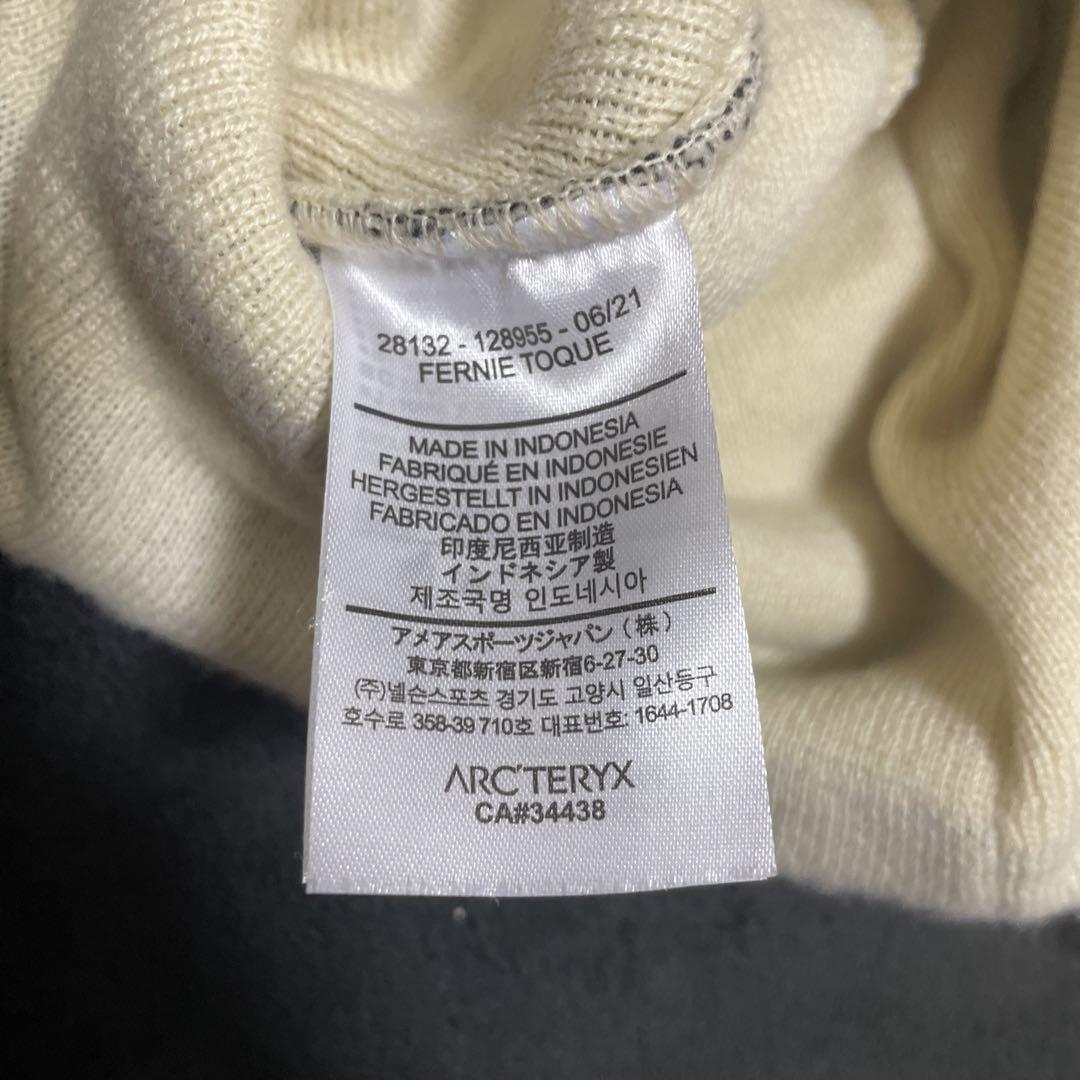 28132 - 128955 - 06/21
FERNIE TOQUE
MADE IN INDONESIA
FABRIQUÉ EN INDONESIE
HERGESTELLT IN INDONESIEN
FABRICADO EN INDONESIA
印度尼西亚制造
インドネシア製
제조국명 인도네시아
アメアスポーツジャパン（株）
東京都新宿区新宿6-27-30
(주)넬슨스포츠 경기도 고양시 일산동구
호수로 358-39 710호 대표번호: 1644-1708
ARC'TERYX
CA#34438